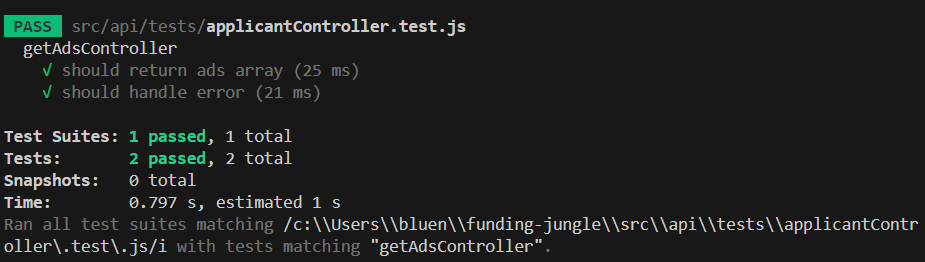 PASS src/api/tests/applicantController.test.js
getAdsController
√ should return ads array (25 ms)
√ should handle error (21 ms)
Test Suites: 1 passed, 1 total
Tests: 2 passed, 2 total
Snapshots: 0 total
Time: 0.797 s, estimated 1 s
Ran all test suites matching /c:\\Users\\bluen\\funding-jungle\\src\\api\\tests\\applicantContr
oller\.test\.js/i with tests matching "getAdsController".